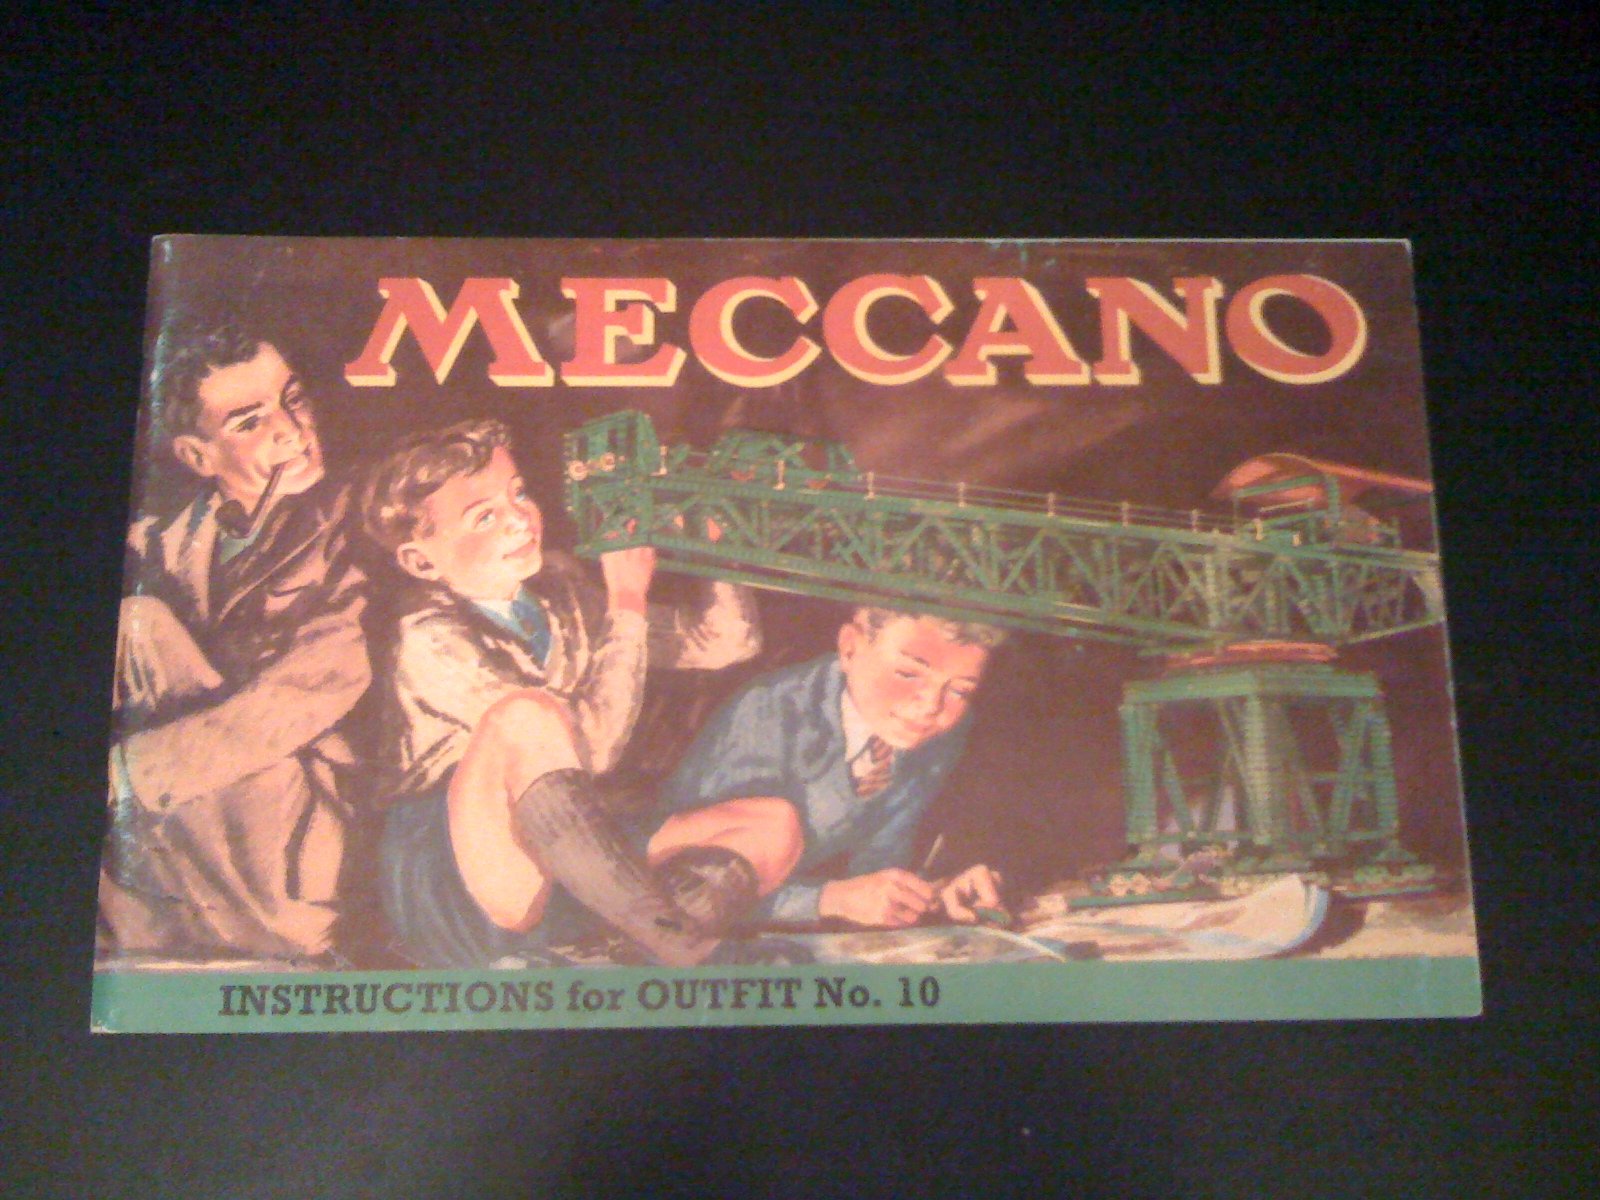 MECCANO
INSTRUCTIONS for OUTFIT No. 10